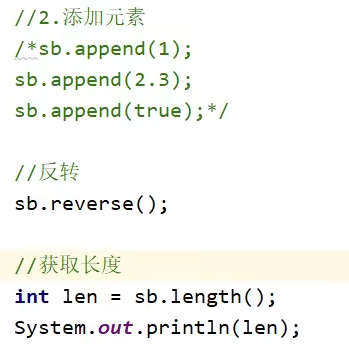 //2.添加元素
/*sb.append(1);
sb.append(2.3);
sb.append(true);*/
//反转
sb.reverse();
//获取长度
int len = sb.length();
System.out.println(len);